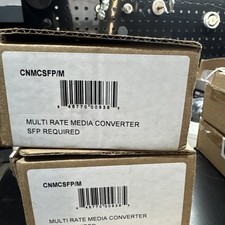 CNMCSFP/M
MULTI RATE MEDIA CONVERTER
SFP REQUIRED
CNMCSFP/M
MULTI RATE MEDIA CONVERTER